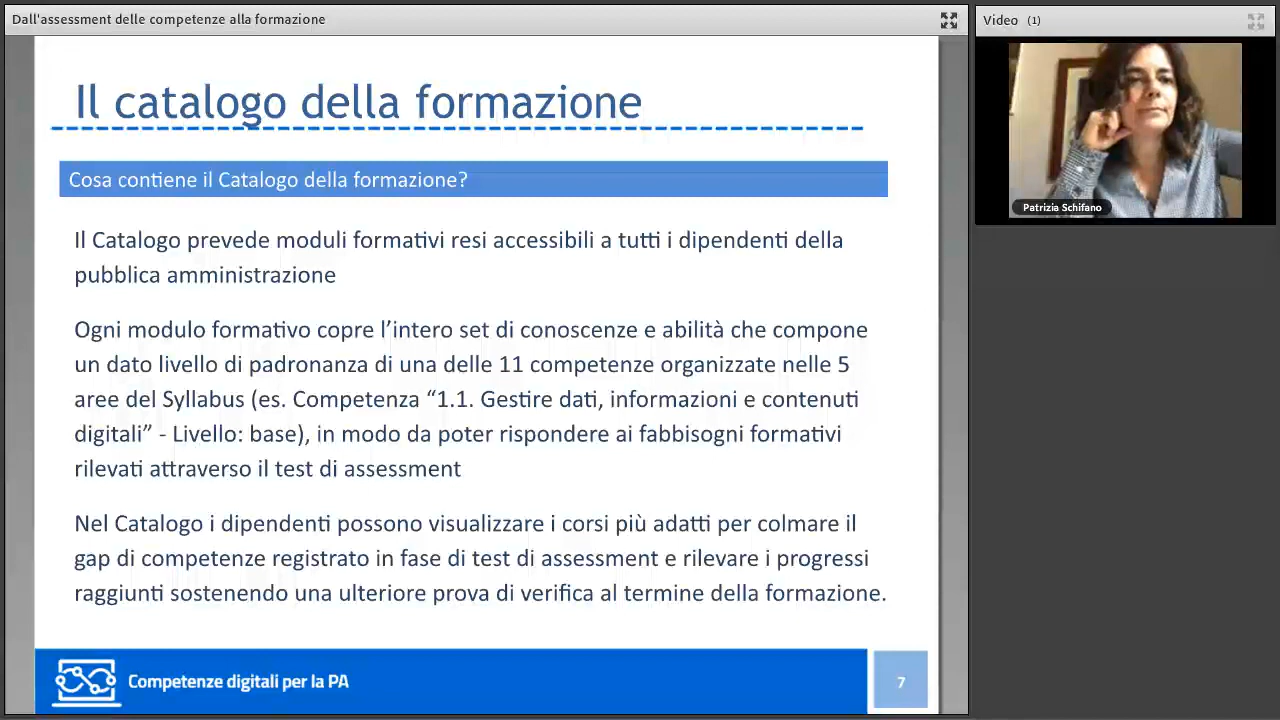 Dall'assessment delle competenze alla formazione
Video (1)
Il catalogo della formazione
Cosa contiene il Catalogo della formazione?
Il Catalogo prevede moduli formativi resi accessibili a tutti i dipendenti della
pubblica amministrazione
Ogni modulo formativo copre l’intero set di conoscenze e abilità che compone
un dato livello di padronanza di una delle 11 competenze organizzate nelle 5
aree del Syllabus (es. Competenza “1.1. Gestire dati, informazioni e contenuti
digitali” - Livello: base), in modo da poter rispondere ai fabbisogni formativi
rilevati attraverso il test di assessment
Nel Catalogo i dipendenti possono visualizzare i corsi più adatti per colmare il
gap di competenze registrato in fase di test di assessment e rilevare i progressi
raggiunti sostenendo una ulteriore prova di verifica al termine della formazione.
Competenze digitali per la PA
7
Patrizia Schifano